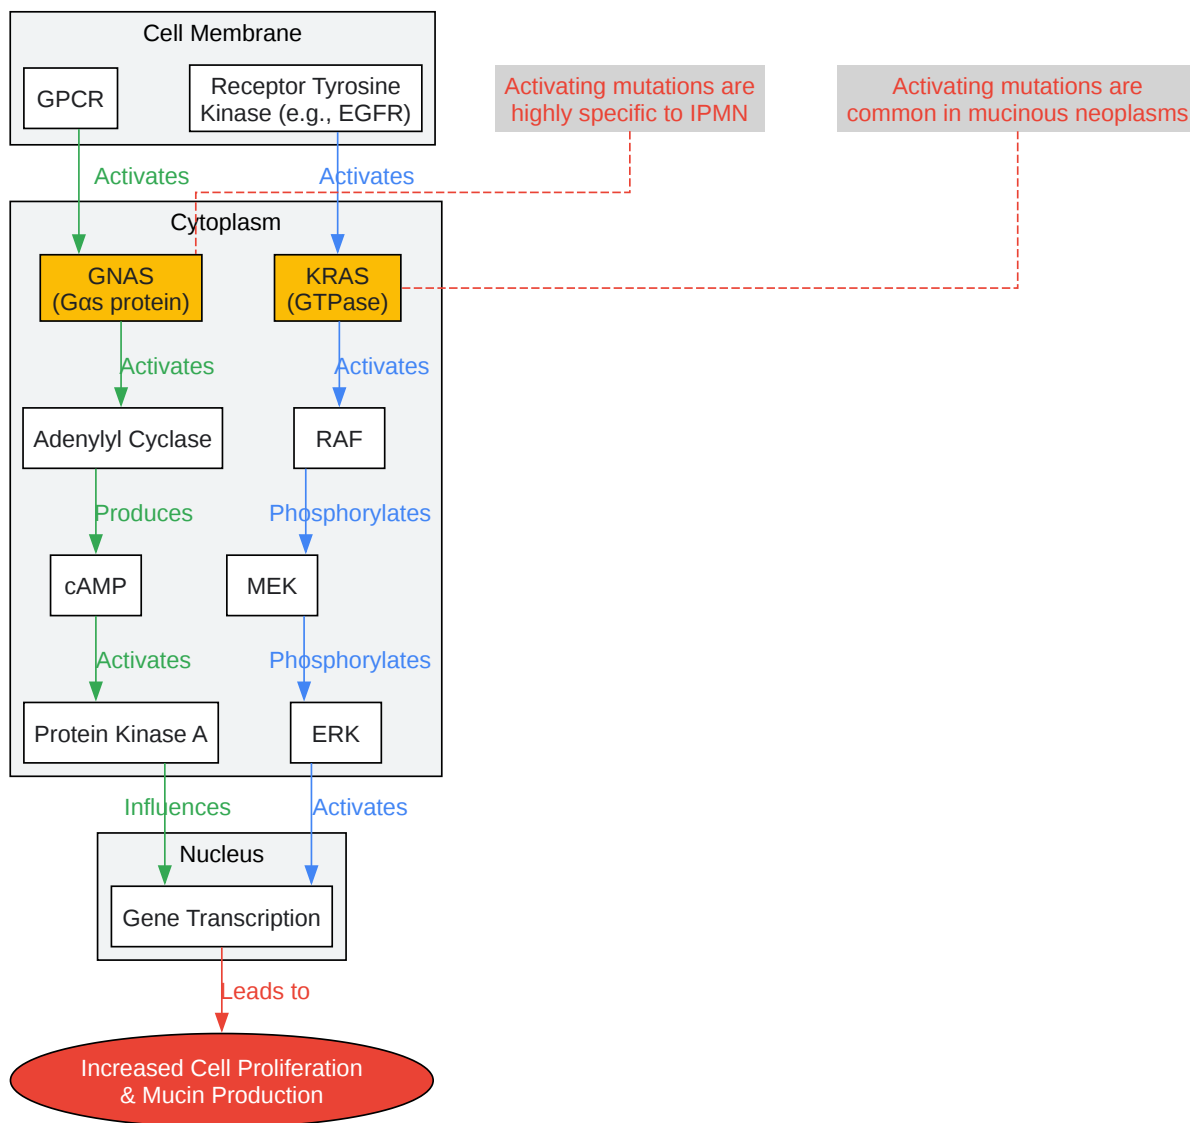 Cell Membrane
GPCR
Receptor Tyrosine
Kinase (e.g., EGFR)
Activating mutations are
highly specific to IPMN
Activating mutations are
common in mucinous neoplasms
Activates
Activates
Cytoplasm
GNAS
(Gαs protein)
KRAS
(GTPase)
Activates
Activates
Adenylyl Cyclase
RAF
Produces
Phosphorylates
cAMP
MEK
Activates
Phosphorylates
Protein Kinase A
ERK
Influences
Activates
Nucleus
Gene Transcription
Leads to
Increased Cell Proliferation
& Mucin Production